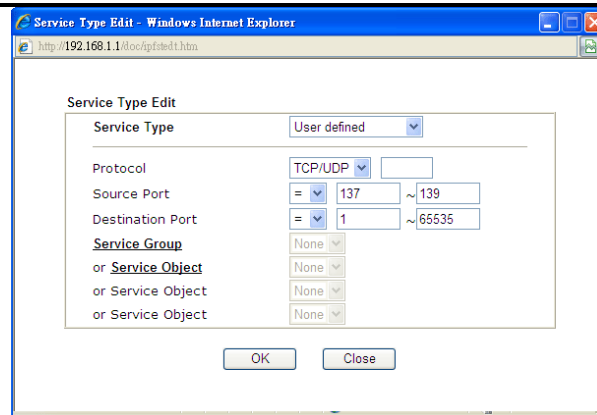 Service Type Edit - Windows Internet Explorer
http://192.168.1.1/doc/ipfstedt.htm
Service Type Edit
Service Type User defined
Protocol TCP/UDP
Source Port = 137 ~ 139
Destination Port = 1 ~ 65535
Service Group None
or Service Object None
or Service Object None
or Service Object None
OK Close